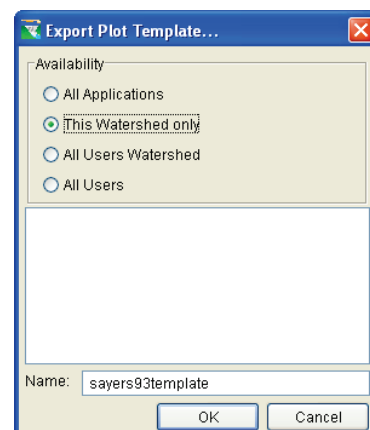 Export Plot Template...
Availability
All Applications
This Watershed only
All Users Watershed
All Users
Name: sayers93template
OK Cancel